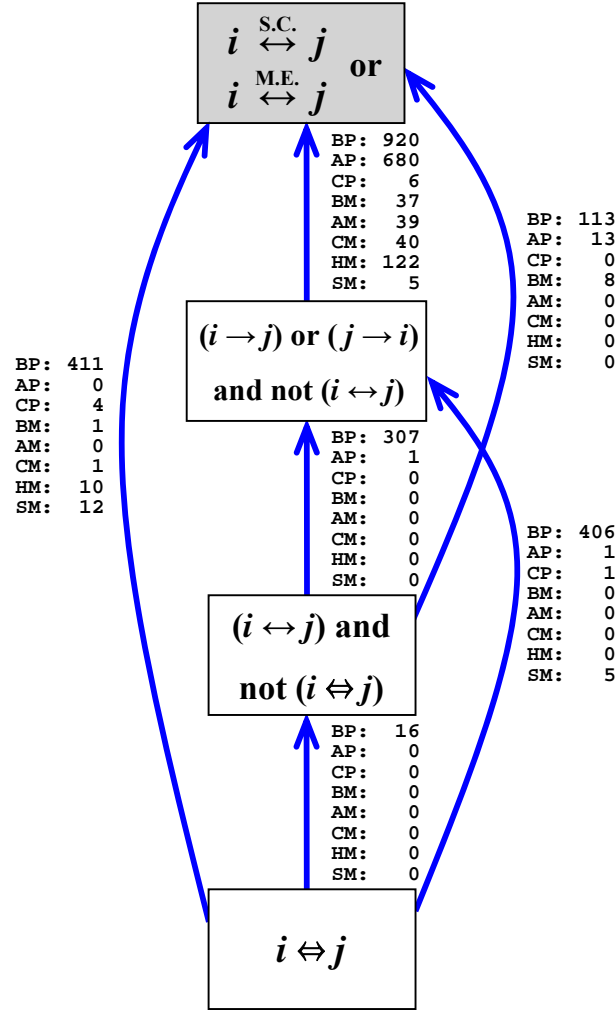 i S.C. ↔ j or
i M.E. ↔ j
BP: 920
AP: 680
CP: 6
BM: 37
AM: 39
CM: 40
HM: 122
SM: 5
BP: 113
AP: 13
CP: 0
BM: 8
AM: 0
CM: 0
HM: 0
SM: 0
(i → j) or (j → i)
and not (i ↔ j)
BP: 411
AP: 0
CP: 4
BM: 1
AM: 0
CM: 1
HM: 10
SM: 12
BP: 307
AP: 1
CP: 0
BM: 0
AM: 0
CM: 0
HM: 0
SM: 0
BP: 406
AP: 1
CP: 1
BM: 0
AM: 0
CM: 0
HM: 0
SM: 5
(i ↔ j) and
not (i ⇔ j)
BP: 16
AP: 0
CP: 0
BM: 0
AM: 0
CM: 0
HM: 0
SM: 0
i ⇔ j